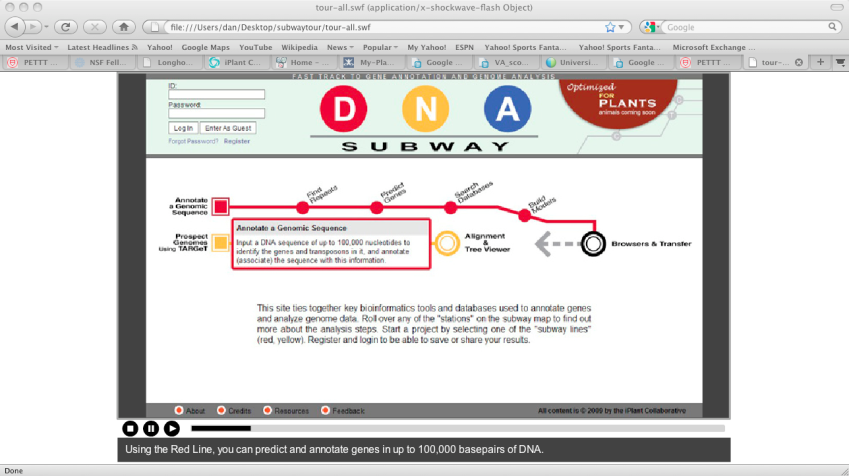 tour-all.swf (application/x-shockwave-flash Object)
file:///Users/dan/Desktop/subwaytour/tour-all.swf
Google
Most Visited Latest Headlines Yahoo! Google Maps YouTube Wikipedia News Popular My Yahoo! ESPN Yahoo! Sports Fanta... Yahoo! Sports Fanta... Microsoft Exchange ...
PETTT ... NSF Fell... Longho... iPlant C... Home - ... My-Pla... Google ... VA_sco... Universi... Google ... PETTT ... tour-...
FAST TRACK TO GENE ANNOTATION AND GENOME ANALYSIS
ID:
Password:
Log In Enter As Guest
Forgot Password? Register
DNA
SUBWAY
Optimized
FOR
PLANTS
animals coming soon
C
T
G
Annotate
a Genomic
Sequence
Find
Repeats
Predict
Genes
Search
Databases
Build
Models
Prospect
Genomes
Using TARGeT
Annotate a Genomic Sequence
Input a DNA sequence of up to 100,000 nucleotides to
identify the genes and transposons in it, and annotate
(associate) the sequence with this information
Alignment
&
Tree Viewer
Browsers & Transfer
This site ties together key bioinformatics tools and databases used to annotate genes
and analyze genome data. Roll over any of the "stations" on the subway map to find out
more about the analysis steps. Start a project by selecting one of the "subway lines"
(red, yellow). Register and login to be able to save or share your results.
About Credits Resources Feedback All content is © 2009 by the iPlant Collaborative
Using the Red Line, you can predict and annotate genes in up to 100,000 basepairs of DNA.
Done